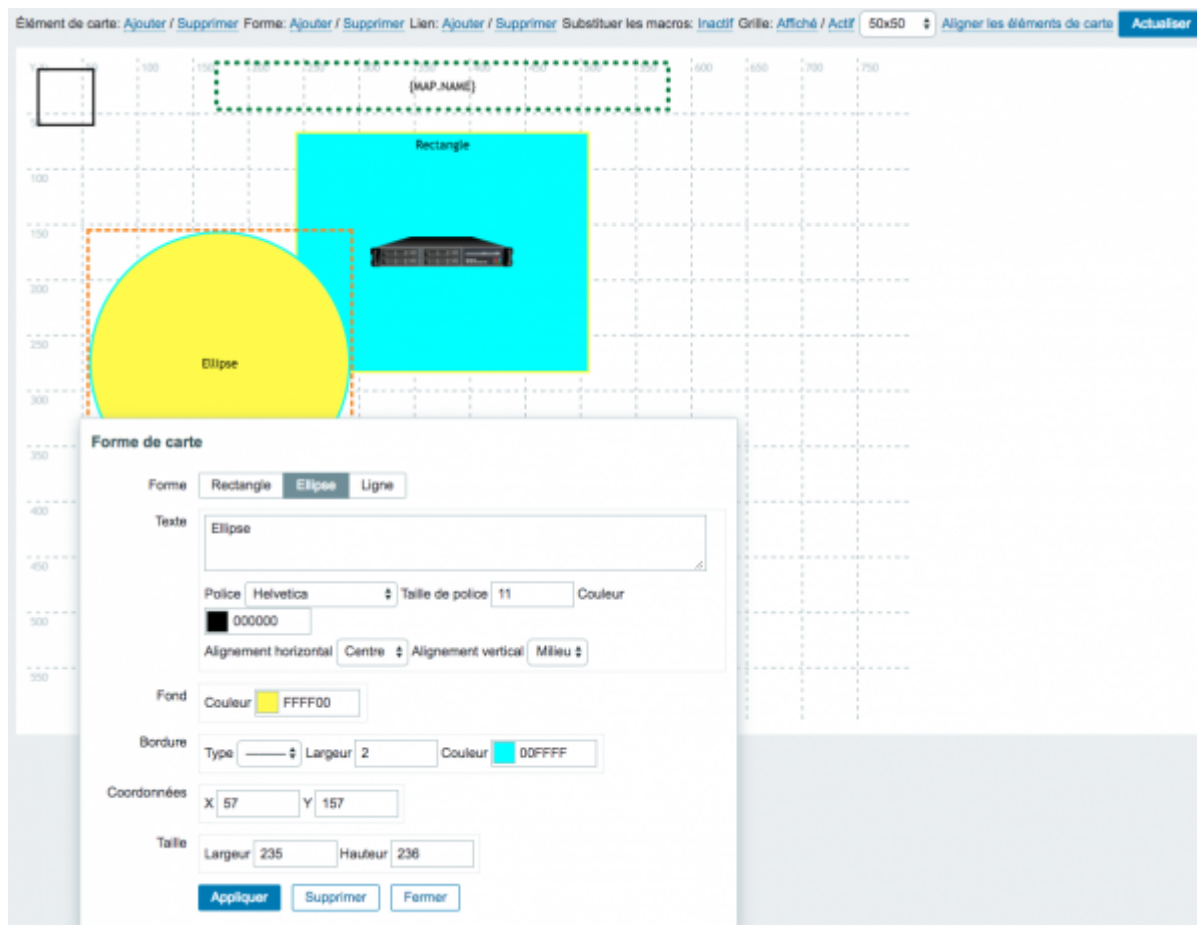 Élément de carte: Ajouter / Supprimer Forme: Ajouter / Supprimer Lien: Ajouter / Supprimer Substituer les macros: Inactif Grille: Affiché / Actif 50x50 Aligner les éléments de carte Actualiser
50 100 150 200 250 300 350 400 450 500 550 600 650 700 750
{MAP.NAME}
50
Rectangle
100
150
200
250
Ellipse
300
Forme de carte
350
Forme Rectangle Ellipse Ligne
400
Texte Ellipse
450
Police Helvetica Taille de police 11 Couleur
500
000000
Alignement horizontal Centre Alignement vertical Milieu
550
Fond Couleur FFFF00
Bordure Type Largeur 2 Couleur 00FFFF
Coordonnées X 57 Y 157
Taille Largeur 235 Hauteur 236
Appliquer Supprimer Fermer